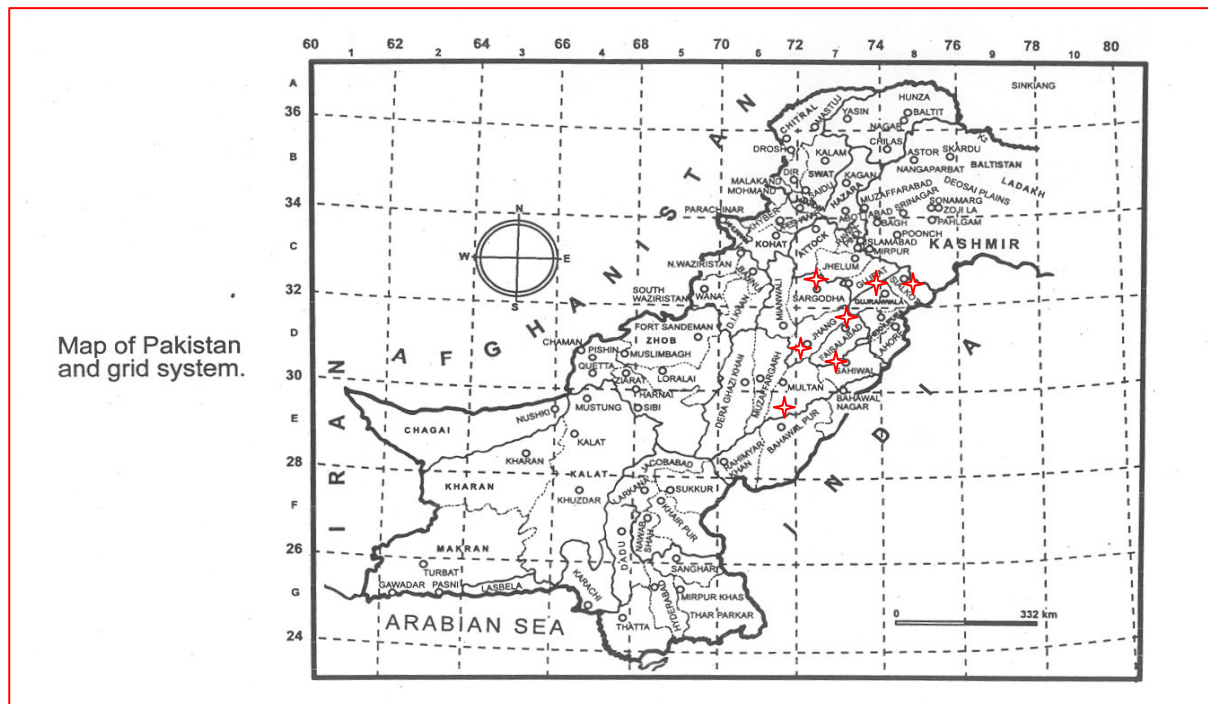 60 1 62 2 64 3 66 4 68 5 70 6 72 7 74 8 76 9 78 10 80
A
36
B
34
C
32
D
30
E
28
F
26
G
24
SINKIANG
HUNZA
BALTIT
YASIN
MASTUJ
CHITRAL
NAGAR
K2
DROSH
CHILAS
KALAM
ASTOR
SKARDU
BALTISTAN
NANGAPARBAT
LADAKH
DIR
SWAT
KAGAN
DEOSAI PLAINS
MALAKAND
MOHMAND
SAIDU
HAZARA
MUZAFFARABAD
SONAMARG
ZOJI LA
SRINAGAR
PARACHINAR
KHYBER
BAGH
PAHLGAM
POONCH
KOHAT
ATTOCK
ISLAMABAD
MIRPUR
KASHMIR
N.WAZIRISTAN
BANNU
JHELUM
GUJRAT
SOUTH
WAZIRISTAN
WANA
D.I.KHAN
MIANWALI
SARGODHA
GUJRANWALA
FORT SANDEMAN
ZHOB
JHANG
FAISALABAD
CHAMAN
PISHIN
MUSLIMBAGH
QUETTA
ZIARAT
LORALAI
SAHIWAL
DERA GHAZI KHAN
MUZAFFARGARH
MULTAN
HARNAI
MUSTUNG
SIBI
BAHAWAL
NAGAR
NUSHKI
CHAGAI
KALAT
BAHAWAL PUR
RAHIMYAR
KHAN
KHARAN
KALAT
JACOBABAD
KHARAN
LARKANA
SUKKUR
KHUZDAR
KHAIR PUR
NAWAB
SHAH
DADU
MAKRAN
TURBAT
SANGHAR
GAWADAR
PASNI
LASBELA
KARACHI
HYDERABAD
MIRPUR KHAS
THAR PARKAR
THATTA
ARABIAN SEA
AFGHANISTAN
IRAN
INDIA
N
W
E
S
0 332 km
Map of Pakistan
and grid system.